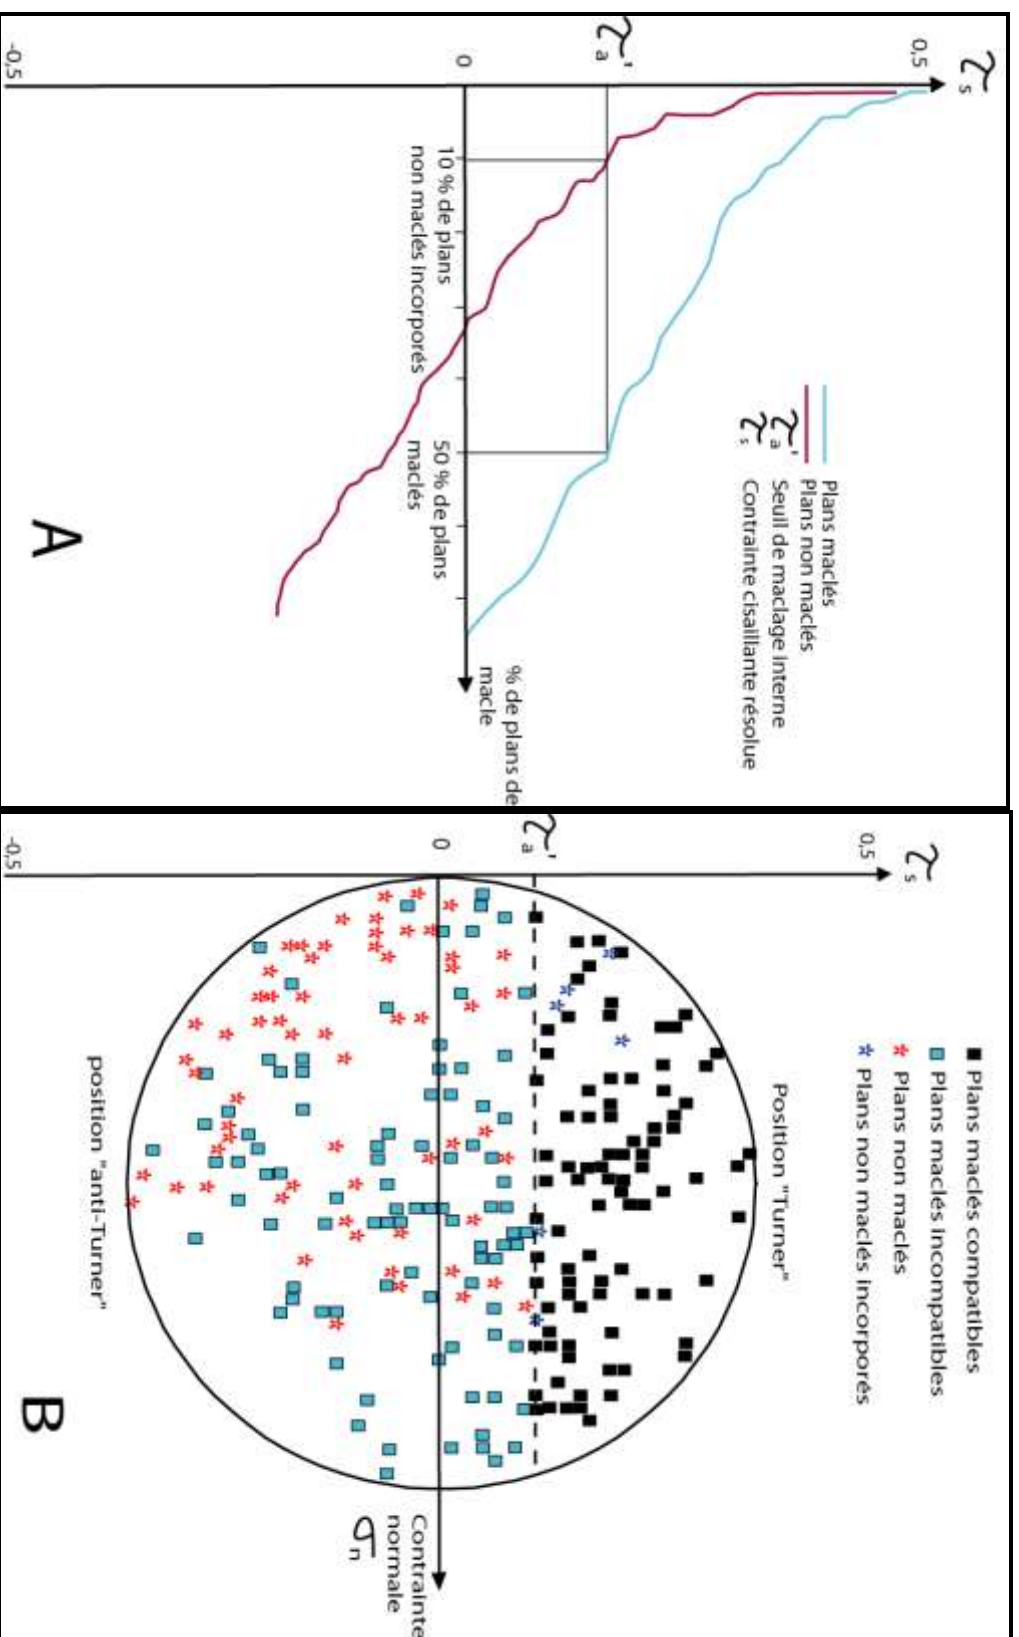 0,5
τs
τ'a
0
-0,5
Plans maclés
Plans non maclés
τ'a Seuil de maclage interne
τs Contrainte cisaillante résolue
% de plans de
macle
10 % de plans
non maclés incorporés
50 % de plans
maclés
A
0,5
τs
τ'a
0
-0,5
Plans maclés compatibles
Plans maclés incompatibles
Plans non maclés
Plans non maclés incorporés
Position "Turner"
position "anti-Turner"
Contrainte
normale
σn
B